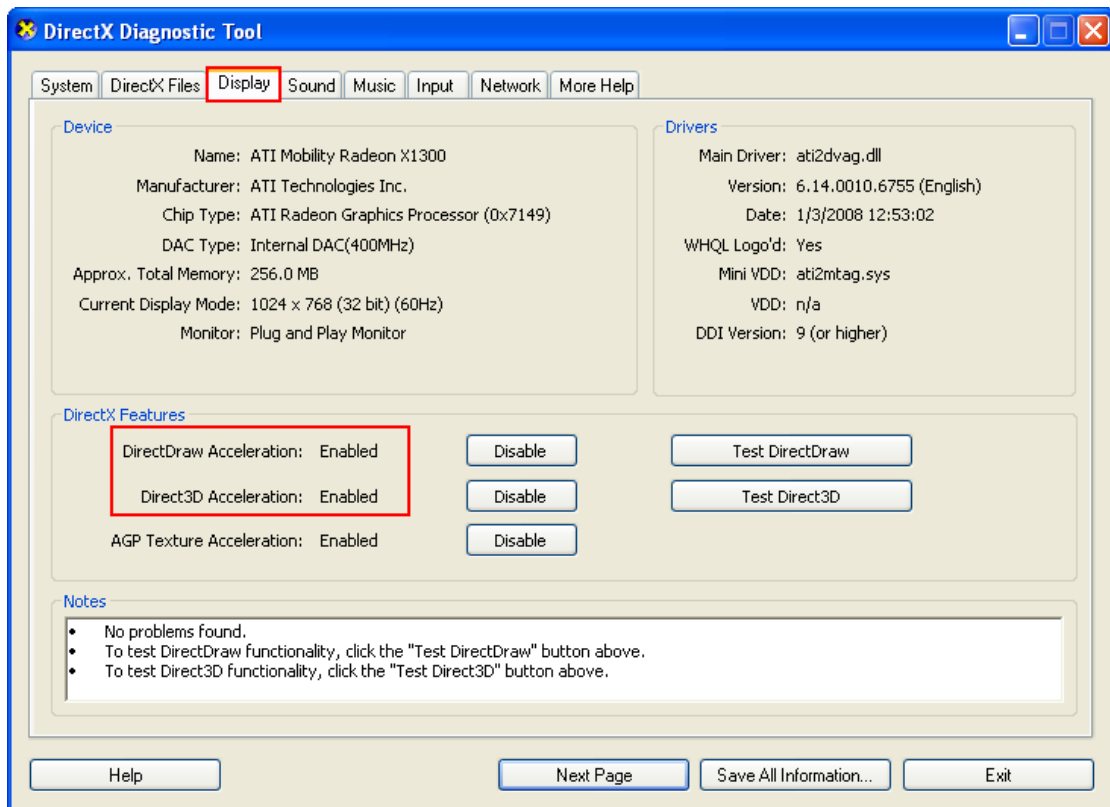 DirectX Diagnostic Tool
System DirectX Files Display Sound Music Input Network More Help
Device
Name: ATI Mobility Radeon X1300
Manufacturer: ATI Technologies Inc.
Chip Type: ATI Radeon Graphics Processor (0x7149)
DAC Type: Internal DAC(400MHz)
Approx. Total Memory: 256.0 MB
Current Display Mode: 1024 x 768 (32 bit) (60Hz)
Monitor: Plug and Play Monitor
Drivers
Main Driver: ati2dvag.dll
Version: 6.14.0010.6755 (English)
Date: 1/3/2008 12:53:02
WHQL Logo'd: Yes
Mini VDD: ati2mtag.sys
VDD: n/a
DDI Version: 9 (or higher)
DirectX Features
DirectDraw Acceleration: Enabled Disable Test DirectDraw
Direct3D Acceleration: Enabled Disable Test Direct3D
AGP Texture Acceleration: Enabled Disable
Notes
• No problems found.
• To test DirectDraw functionality, click the "Test DirectDraw" button above.
• To test Direct3D functionality, click the "Test Direct3D" button above.
Help Next Page Save All Information... Exit